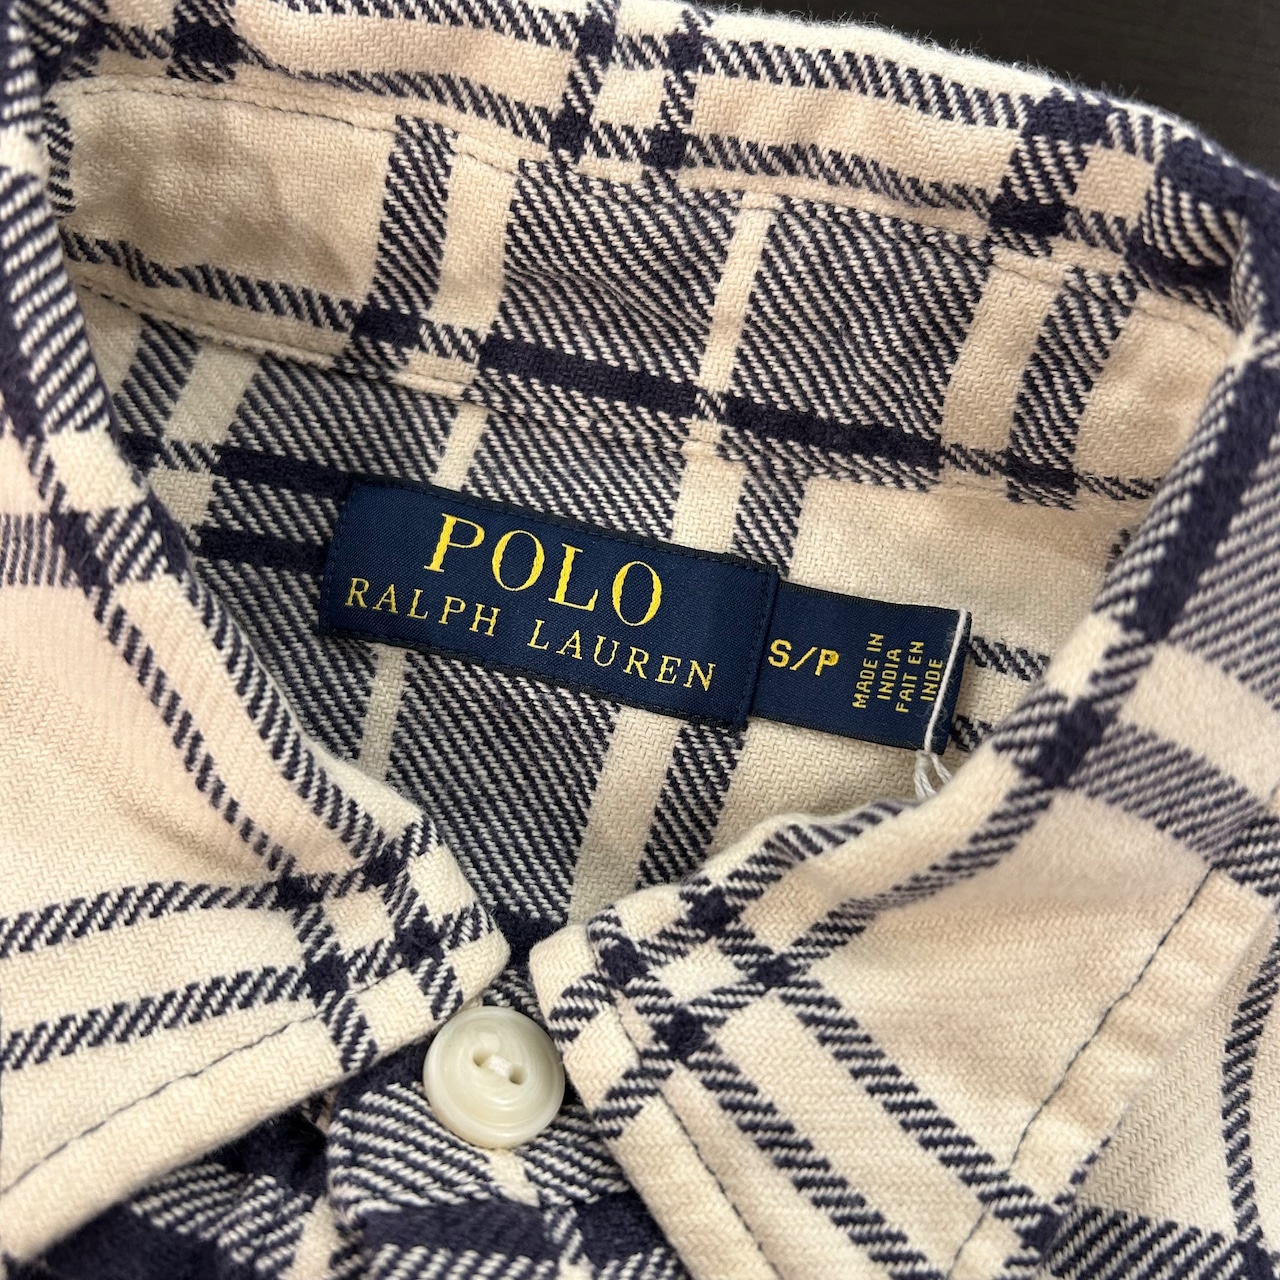 POLO
RALPH LAUREN
S/P
MADE IN
INDIA
FAIT EN
INDE